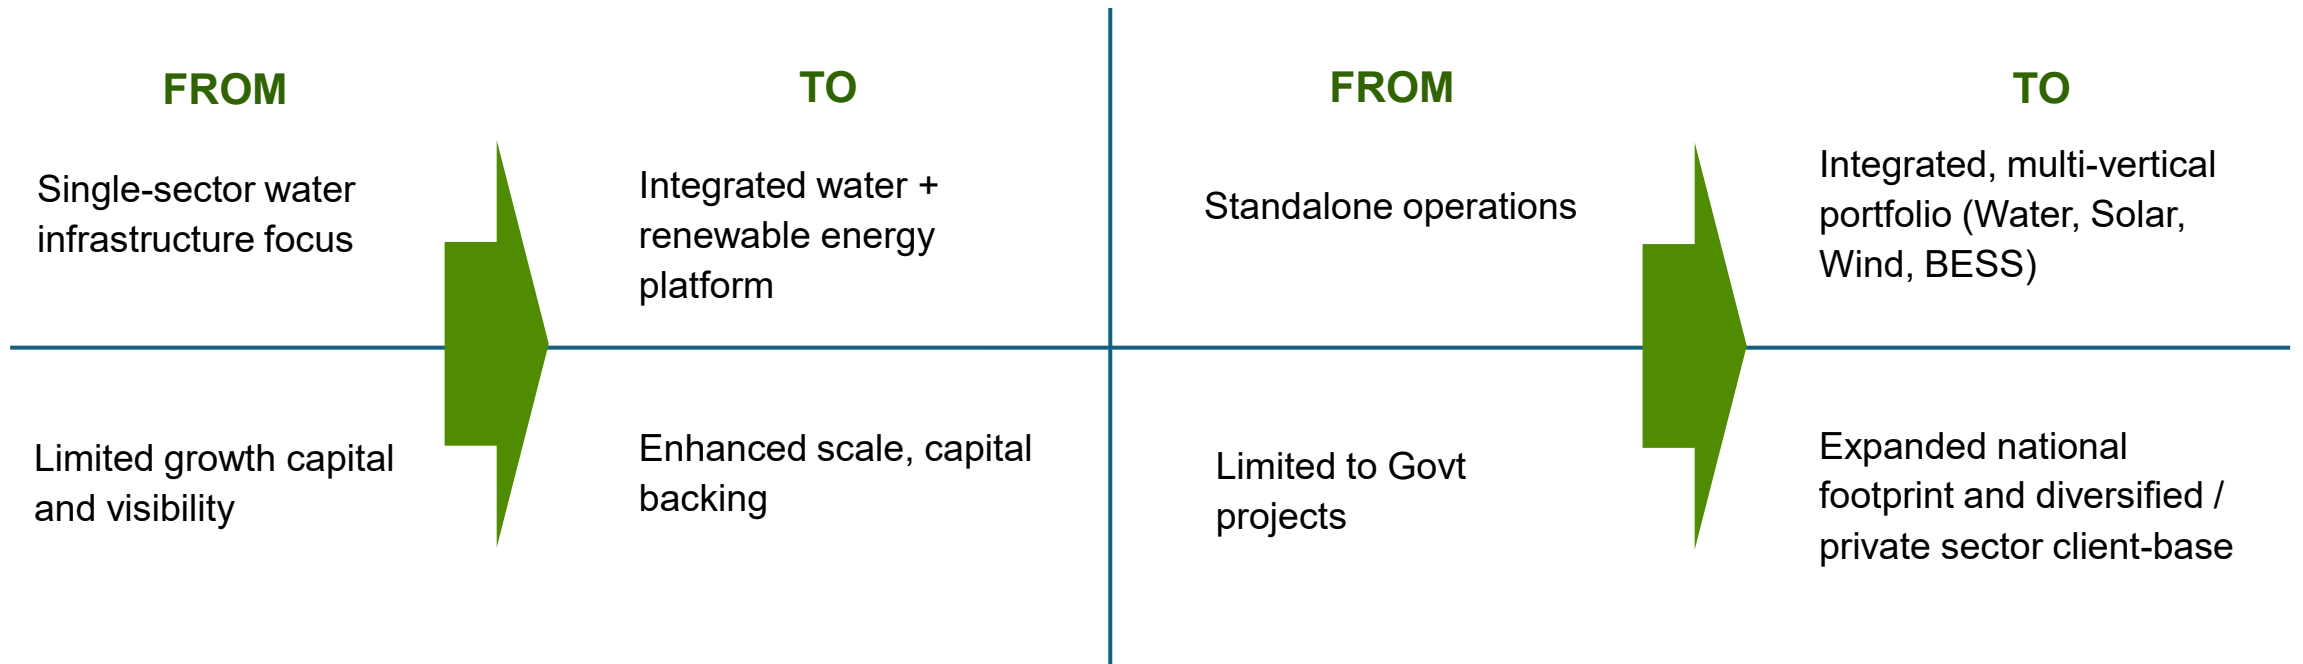 FROM
TO
FROM
TO
Single-sector water
infrastructure focus
Integrated water +
renewable energy
platform
Standalone operations
Integrated, multi-vertical
portfolio (Water, Solar,
Wind, BESS)
Limited growth capital
and visibility
Enhanced scale, capital
backing
Limited to Govt
projects
Expanded national
footprint and diversified /
private sector client-base